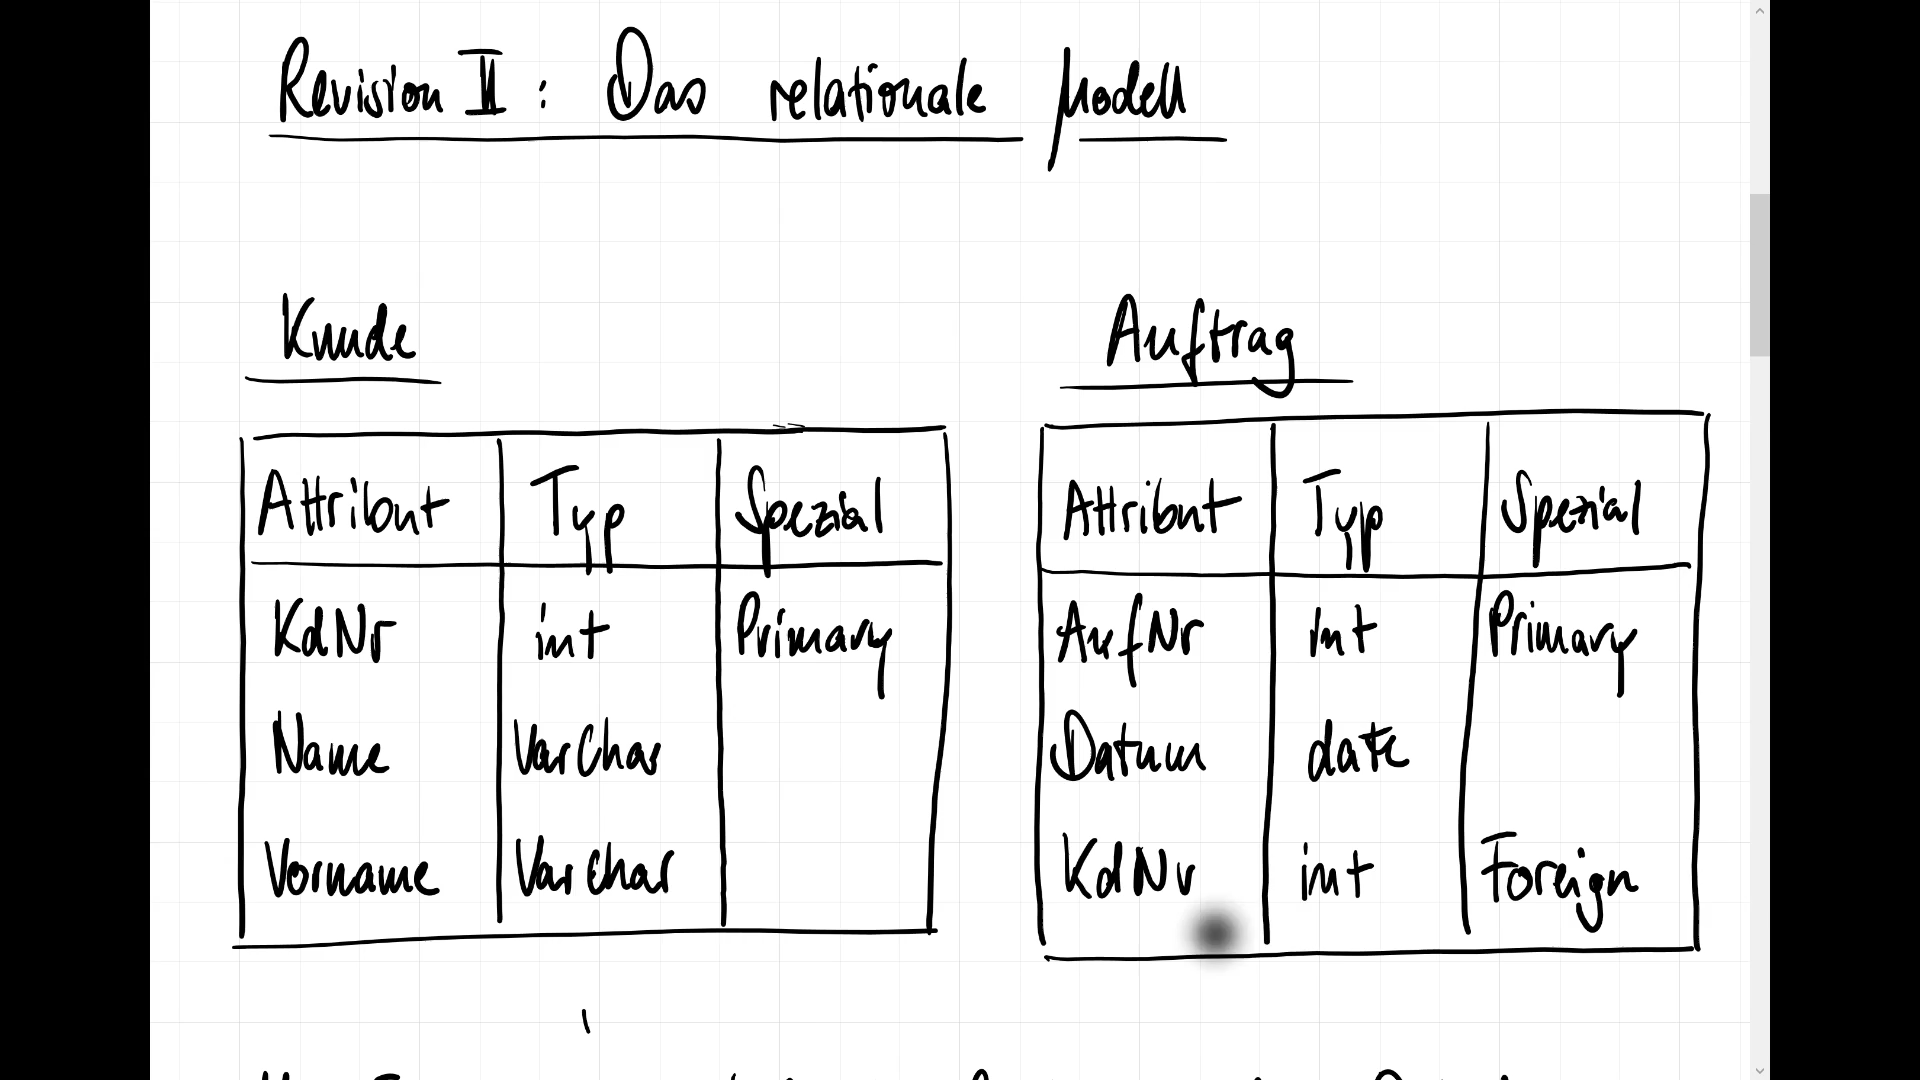 Revision II : Das relationale Modell
Kunde
Attribut Typ Spezial
KdNr int Primary
Name VarChar
Vorname Varchar
Auftrag
Attribut Typ Spezial
AufNr int Primary
Datum date
KdNr int Foreign